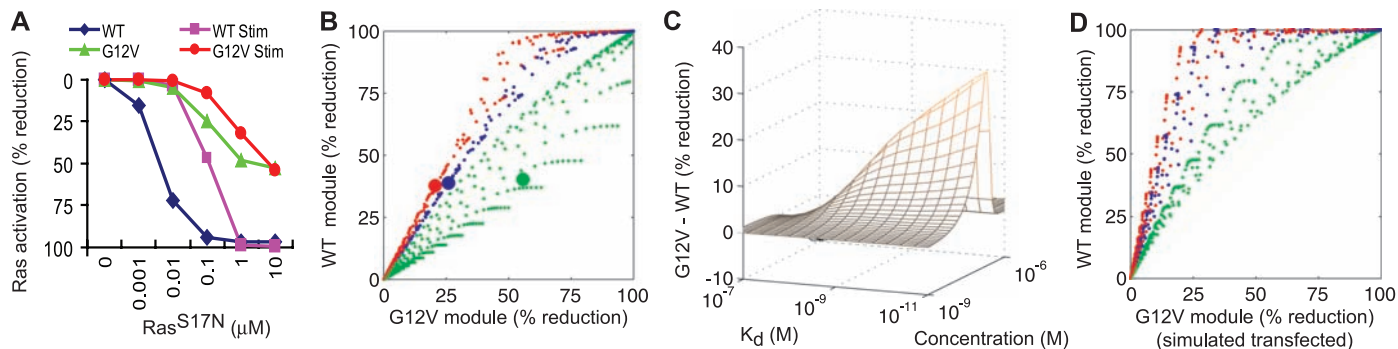 A
WT
WT Stim
G12V
G12V Stim
Ras activation (% reduction)
0
25
50
75
100
0
0.001
0.01
0.1
1
10
Ras^S17N (μM)
B
WT module (% reduction)
100
75
50
25
0
0
25
50
75
100
G12V module (% reduction)
C
G12V - WT (% reduction)
40
30
20
10
0
-10
10^-7
10^-9
10^-11
K_d (M)
10^-9
10^-6
Concentration (M)
D
WT module (% reduction)
100
75
50
25
0
0
25
50
75
100
G12V module (% reduction)
(simulated transfected)